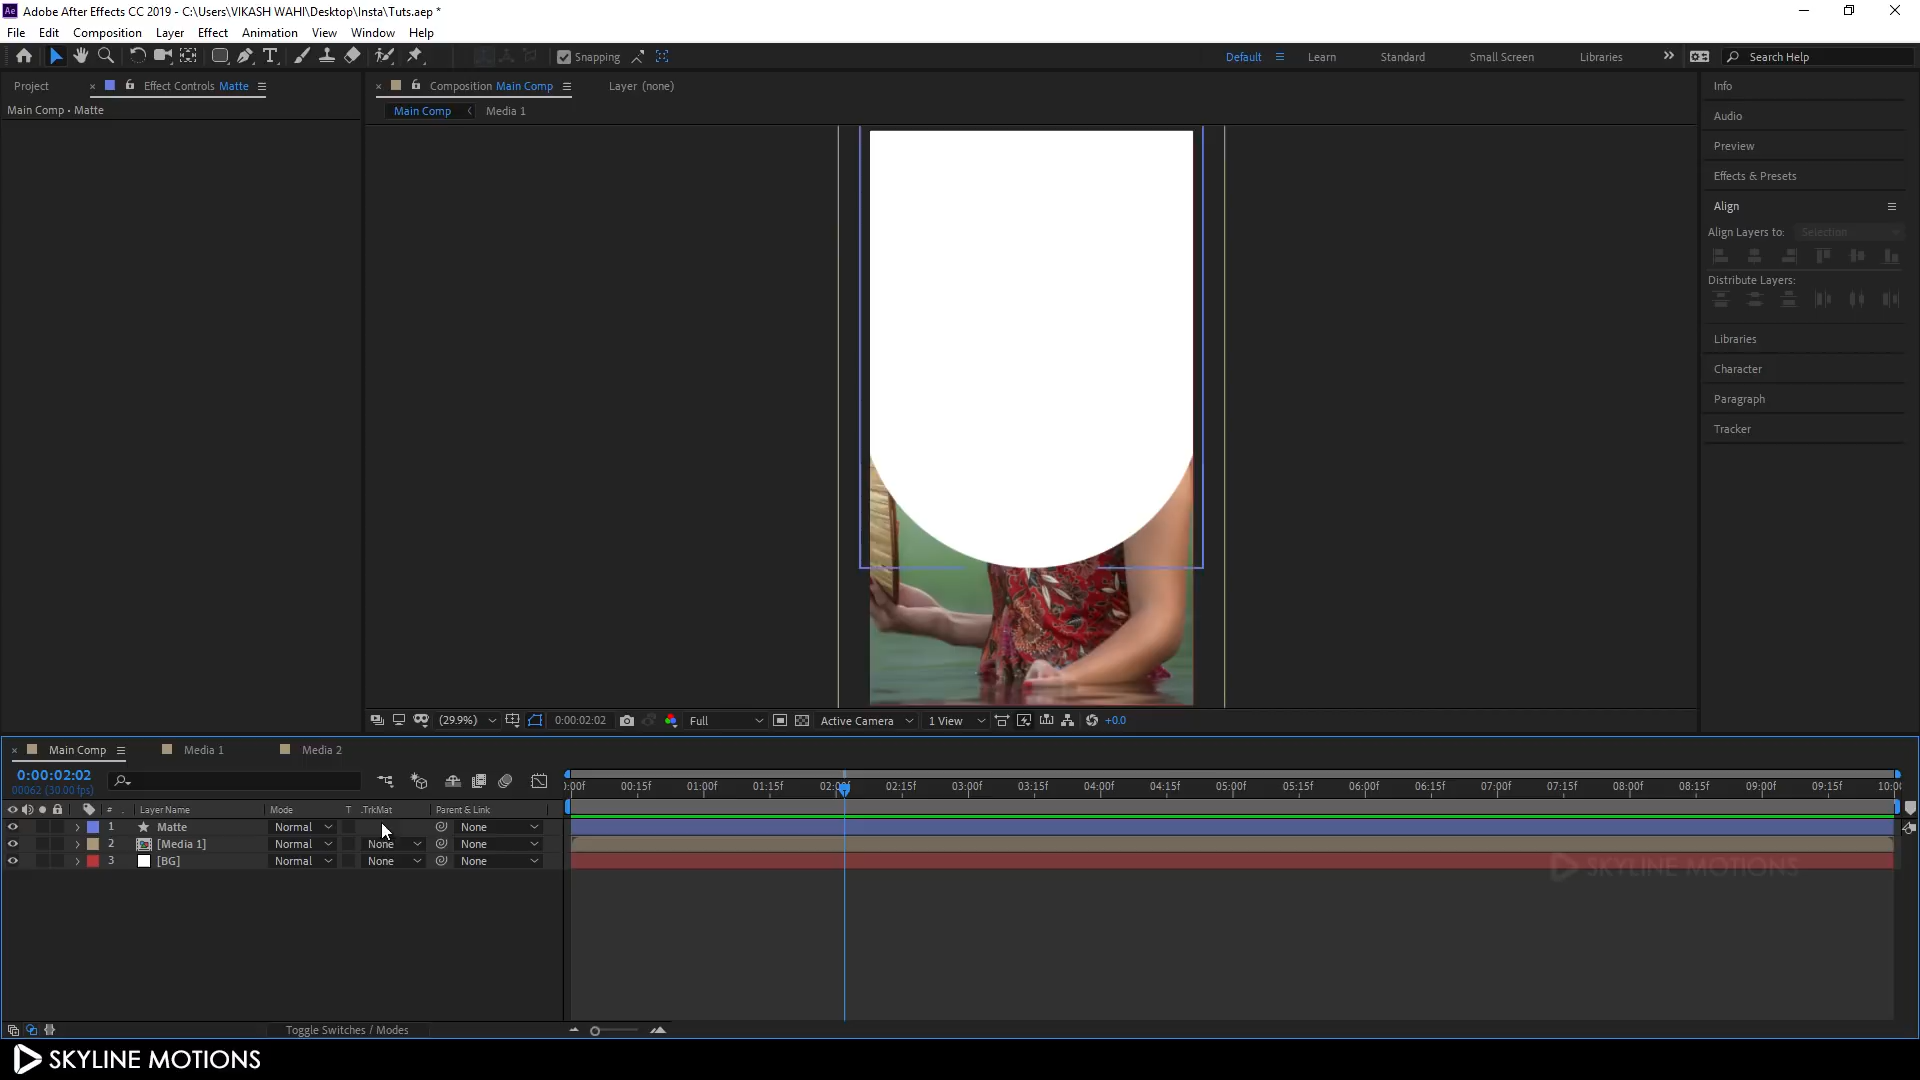 Adobe After Effects CC 2019 - C:\Users\VIKASH WAHI\Desktop\Insta\Tuts.aep *
File Edit Composition Layer Effect Animation View Window Help
Snapping
Default Learn Standard Small Screen Libraries Search Help
Project Effect Controls Matte
Composition Main Comp Layer (none)
Main Comp • Matte
Main Comp Media 1
Info
Audio
Preview
Effects & Presets
Align
Align Layers to: Selection
Distribute Layers:
Libraries
Character
Paragraph
Tracker
(29.9%) 0:00:02:02 Full Active Camera 1 View +0.0
Main Comp Media 1 Media 2
0:00:02:02
00062 (30.00 fps)
:00f 00:15f 01:00f 01:15f 02:00f 02:15f 03:00f 03:15f 04:00f 04:15f 05:00f 05:15f 06:00f 06:15f 07:00f 07:15f 08:00f 08:15f 09:00f 09:15f 10:00
# Layer Name Mode T .TrkMat Parent & Link
1 Matte Normal None
2 [Media 1] Normal None None
3 [BG] Normal None None
SKYLINE MOTIONS
Toggle Switches / Modes
SKYLINE MOTIONS